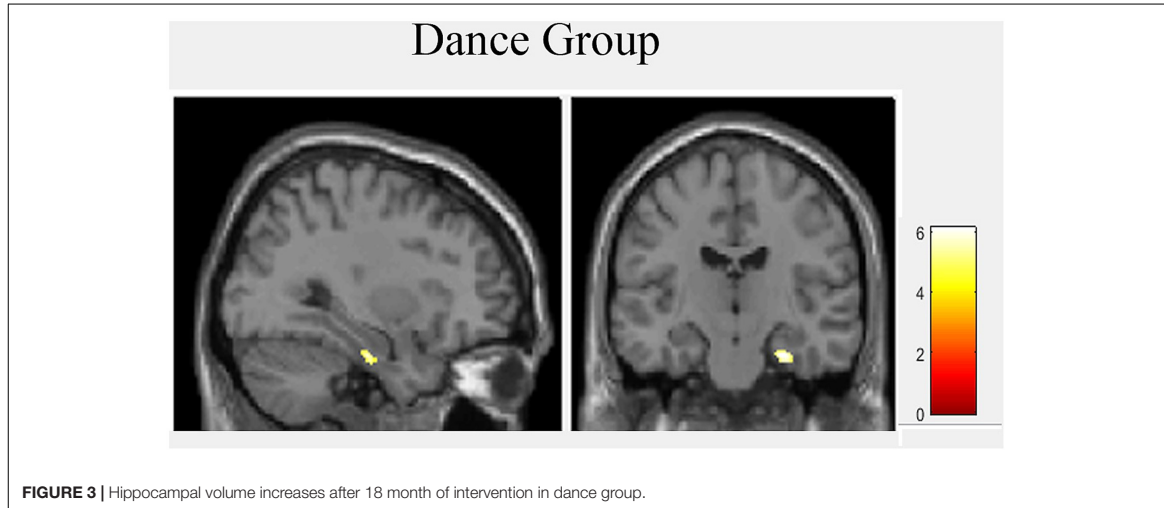 Dance Group
6
4
2
0
FIGURE 3 | Hippocampal volume increases after 18 month of intervention in dance group.